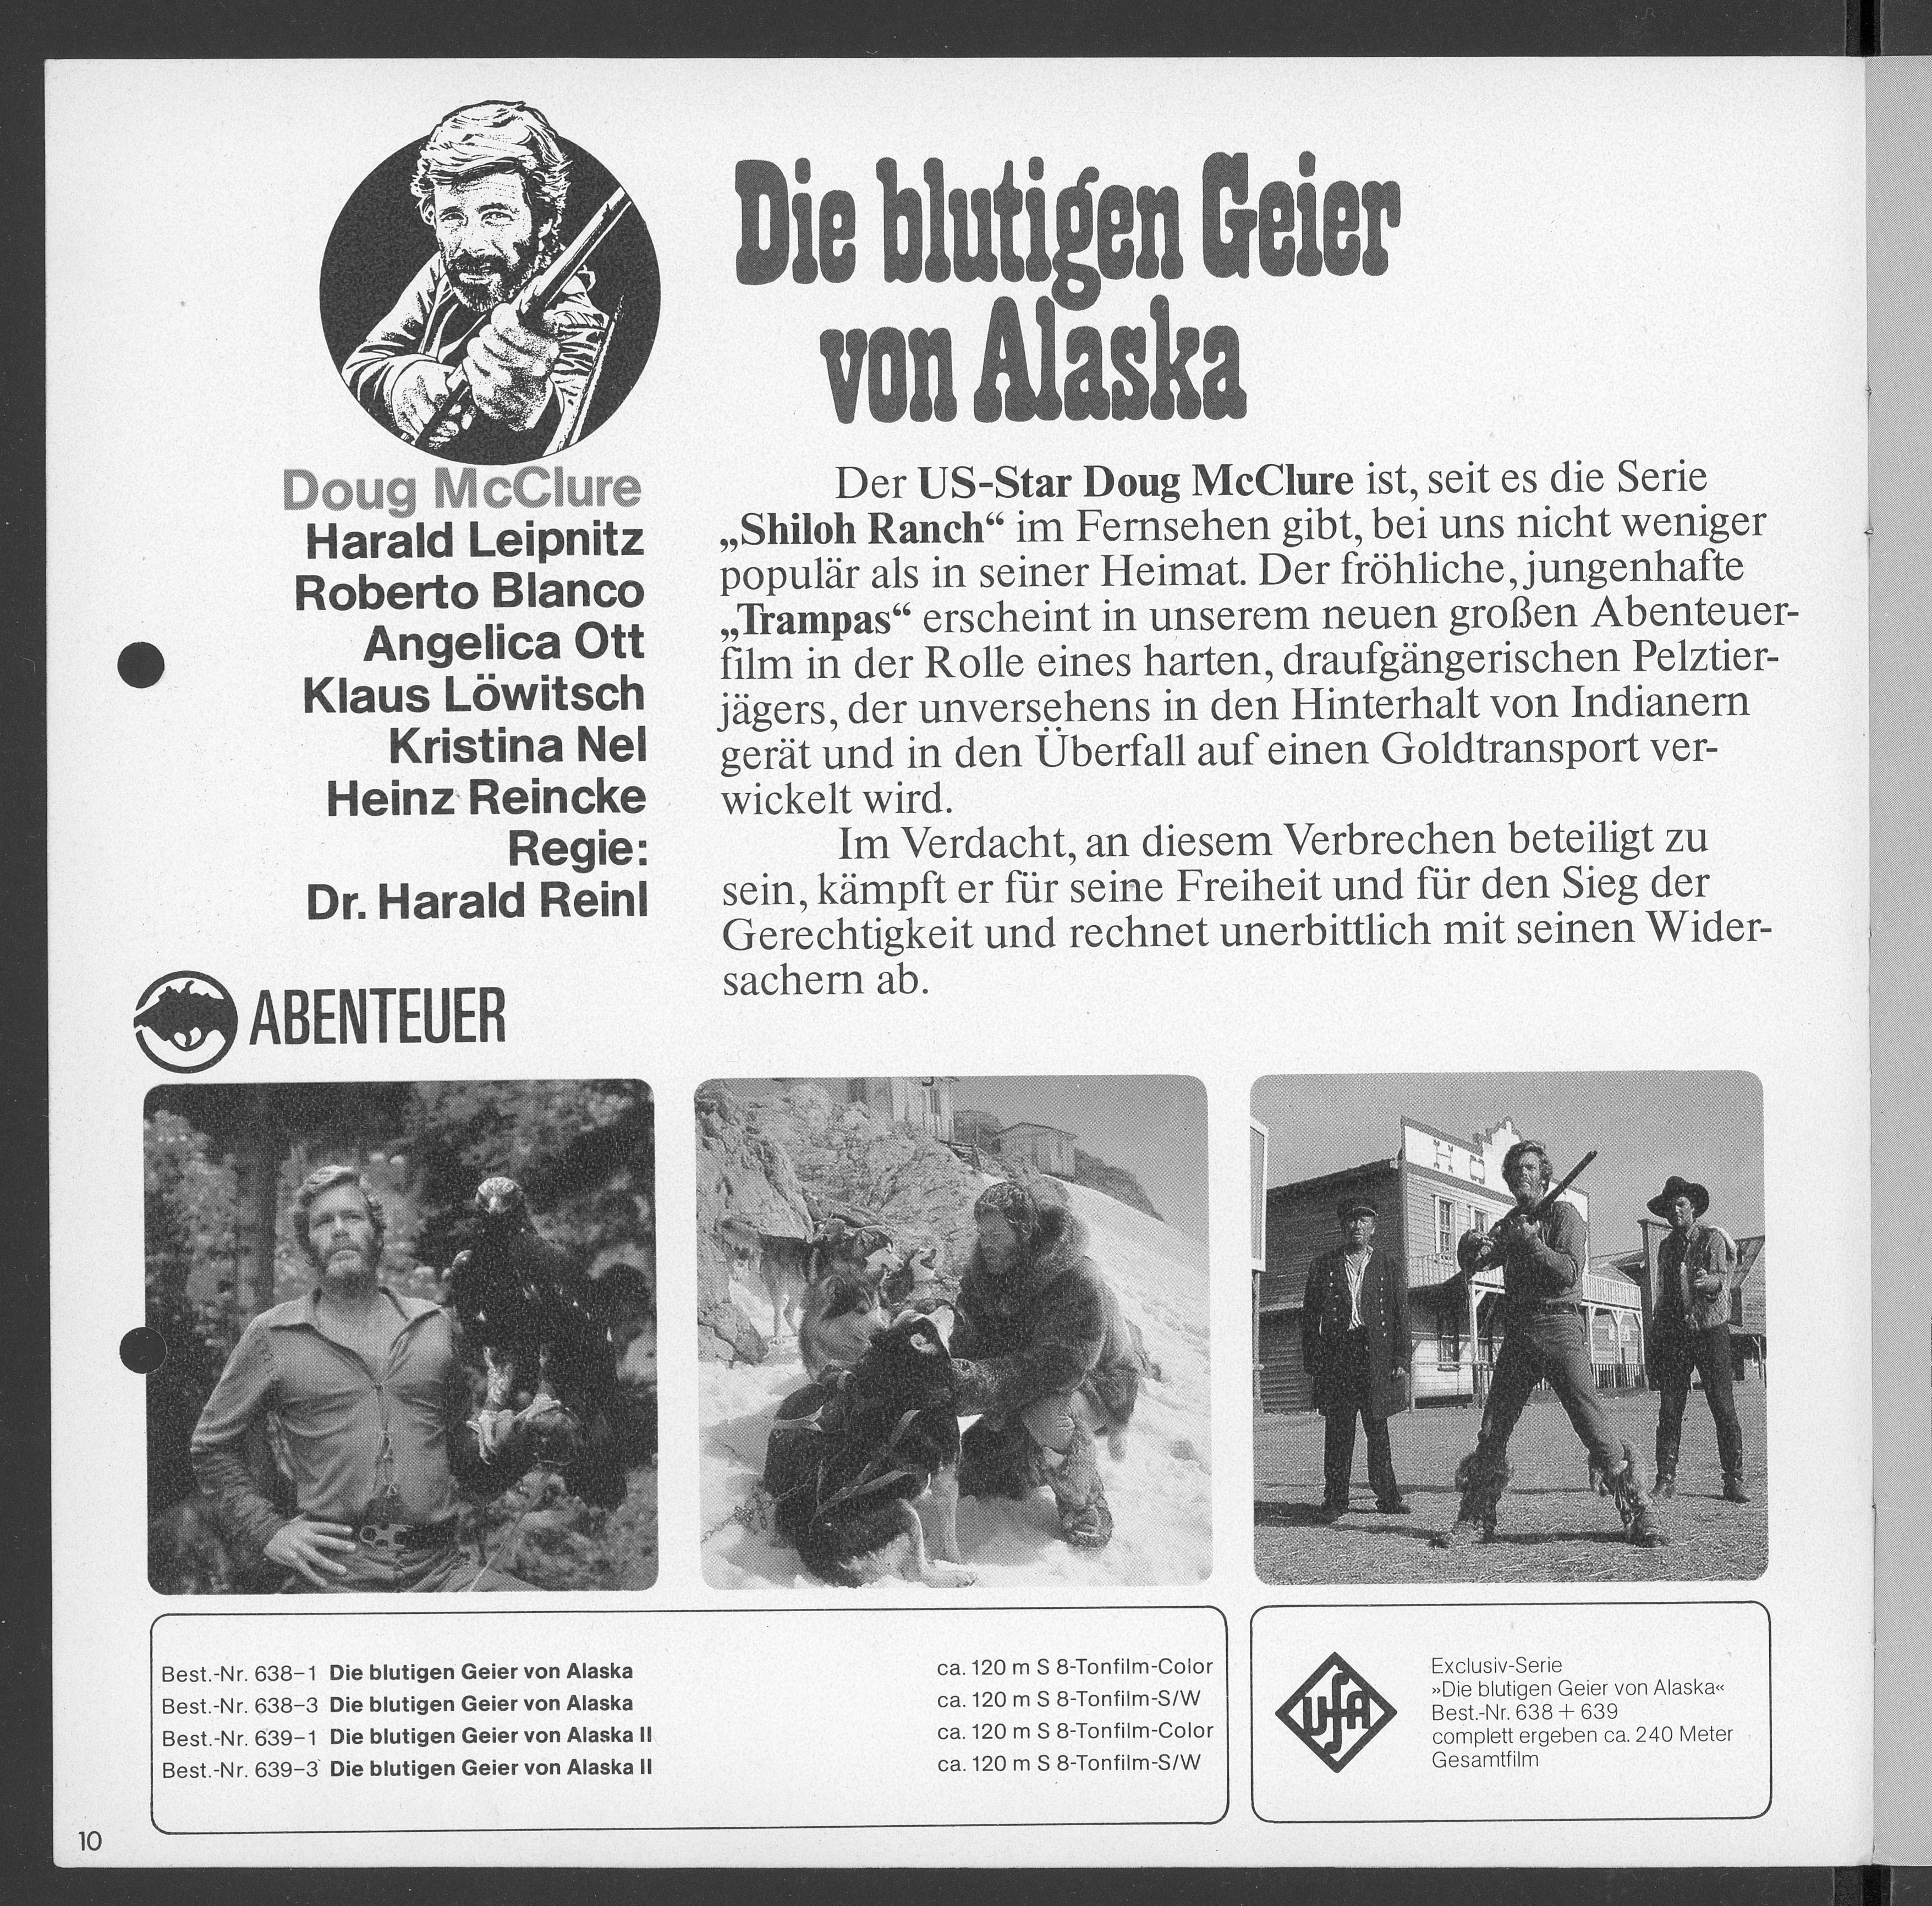 Die blutigen Geier
von Alaska
Doug McClure
Harald Leipnitz
Roberto Blanco
Angelica Ott
Klaus Löwitsch
Kristina Nel
Heinz Reincke
Regie:
Dr. Harald Reinl
Der US-Star Doug McClure ist, seit es die Serie
„Shiloh Ranch“ im Fernsehen gibt, bei uns nicht weniger
populär als in seiner Heimat. Der fröhliche, jungenhafte
„Trampas“ erscheint in unserem neuen großen Abenteuer-
film in der Rolle eines harten, draufgängerischen Pelztier-
jägers, der unversehens in den Hinterhalt von Indianern
gerät und in den Überfall auf einen Goldtransport ver-
wickelt wird.
Im Verdacht, an diesem Verbrechen beteiligt zu
sein, kämpft er für seine Freiheit und für den Sieg der
Gerechtigkeit und rechnet unerbittlich mit seinen Wider-
sachern ab.
ABENTEUER
HO
Best.-Nr. 638–1 Die blutigen Geier von Alaska ca. 120 m S 8-Tonfilm-Color
Best.-Nr. 638–3 Die blutigen Geier von Alaska ca. 120 m S 8-Tonfilm-S/W
Best.-Nr. 639–1 Die blutigen Geier von Alaska II ca. 120 m S 8-Tonfilm-Color
Best.-Nr. 639–3 Die blutigen Geier von Alaska II ca. 120 m S 8-Tonfilm-S/W
UFA
Exclusiv-Serie
»Die blutigen Geier von Alaska«
Best.-Nr. 638 + 639
complett ergeben ca. 240 Meter
Gesamtfilm
10